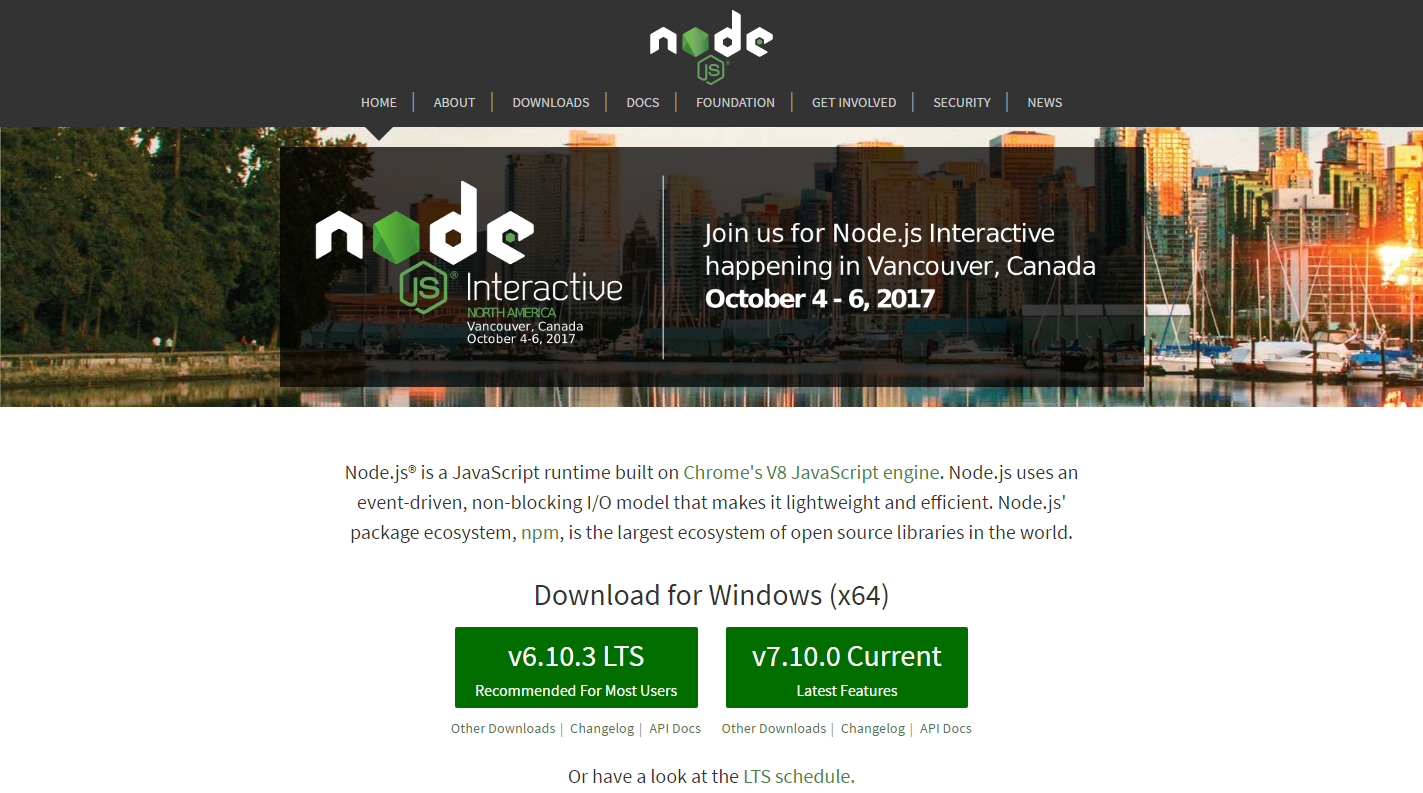 node
JS®
HOME | ABOUT | DOWNLOADS | DOCS | FOUNDATION | GET INVOLVED | SECURITY | NEWS
node
JS® Interactive
NORTH AMERICA
Vancouver, Canada
October 4-6, 2017
Join us for Node.js Interactive
happening in Vancouver, Canada
October 4 - 6, 2017
Node.js® is a JavaScript runtime built on Chrome's V8 JavaScript engine. Node.js uses an
event-driven, non-blocking I/O model that makes it lightweight and efficient. Node.js'
package ecosystem, npm, is the largest ecosystem of open source libraries in the world.
Download for Windows (x64)
v6.10.3 LTS
Recommended For Most Users
v7.10.0 Current
Latest Features
Other Downloads | Changelog | API Docs
Other Downloads | Changelog | API Docs
Or have a look at the LTS schedule.